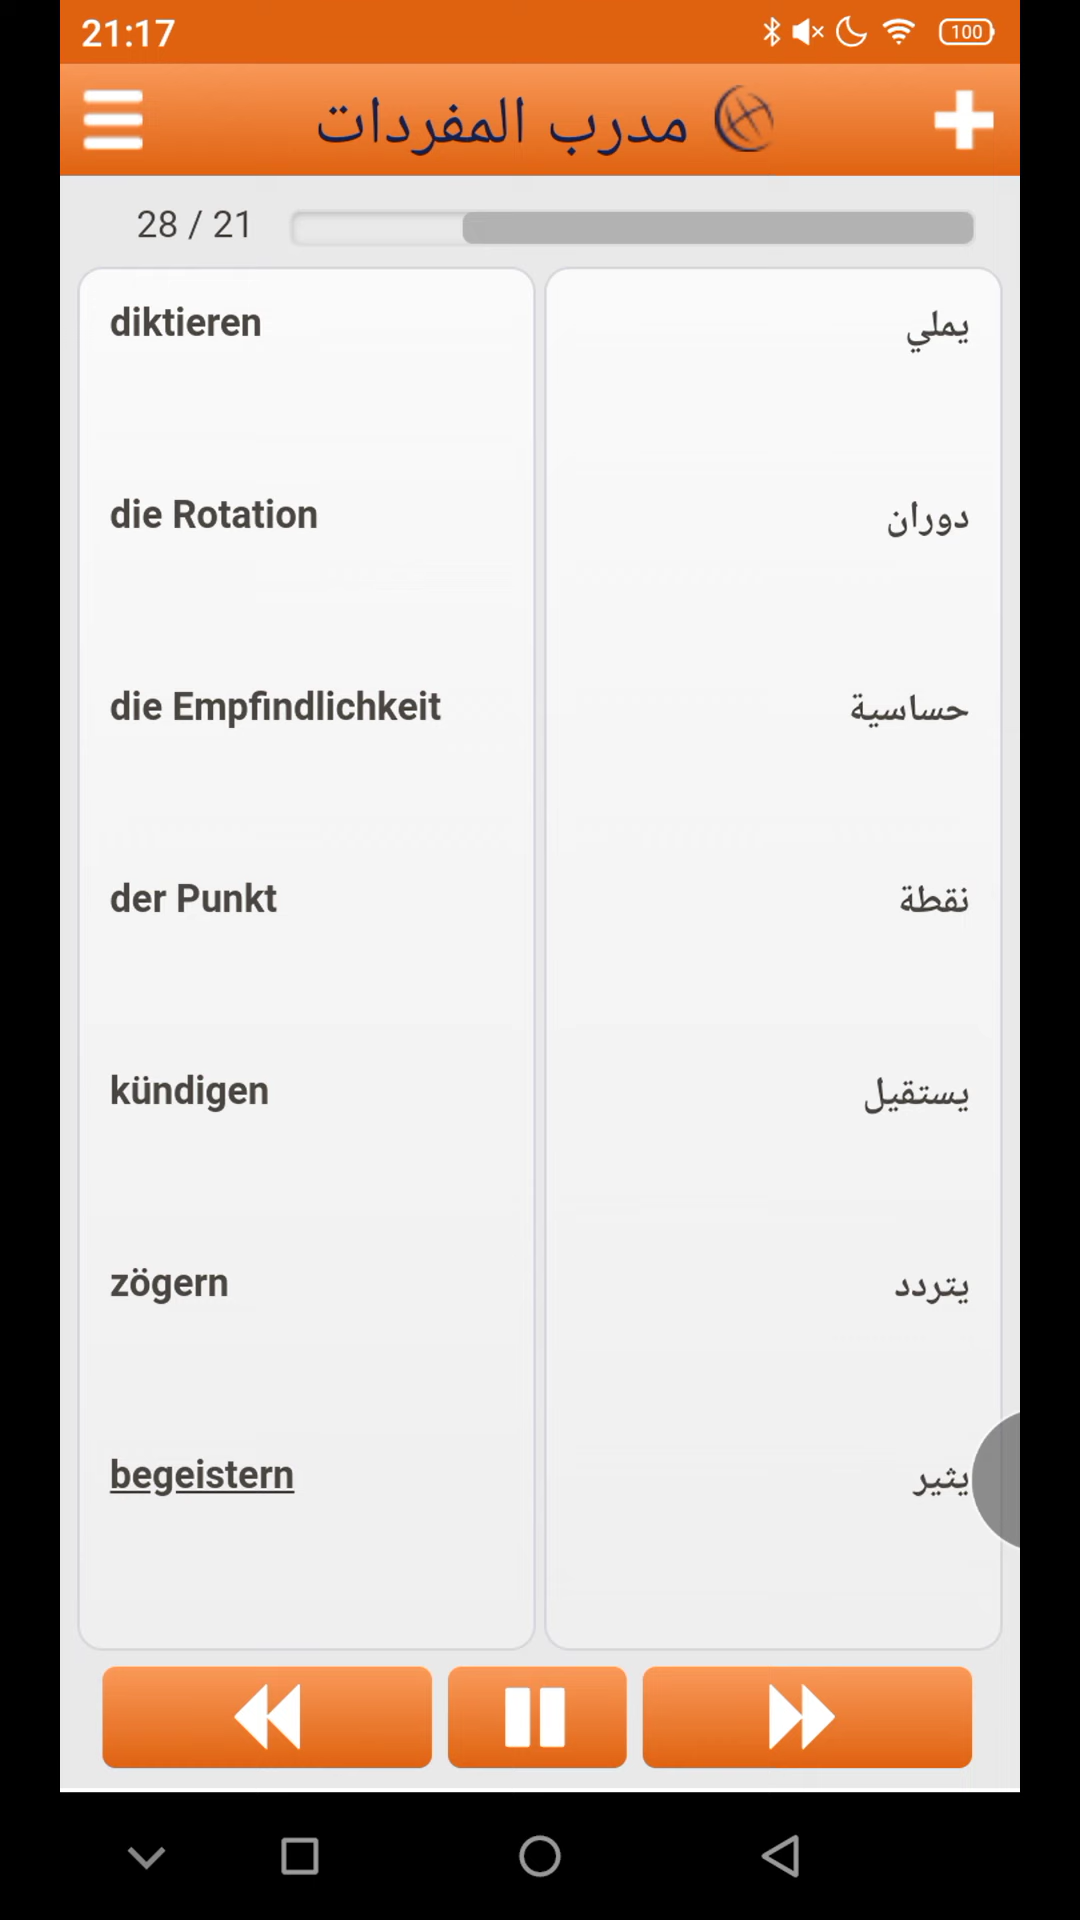 21:17
100
مدرب المفردات
28 / 21
diktieren
يملي
die Rotation
دوران
die Empfindlichkeit
حساسية
der Punkt
نقطة
kündigen
يستقيل
zögern
يتردد
begeistern
يثير